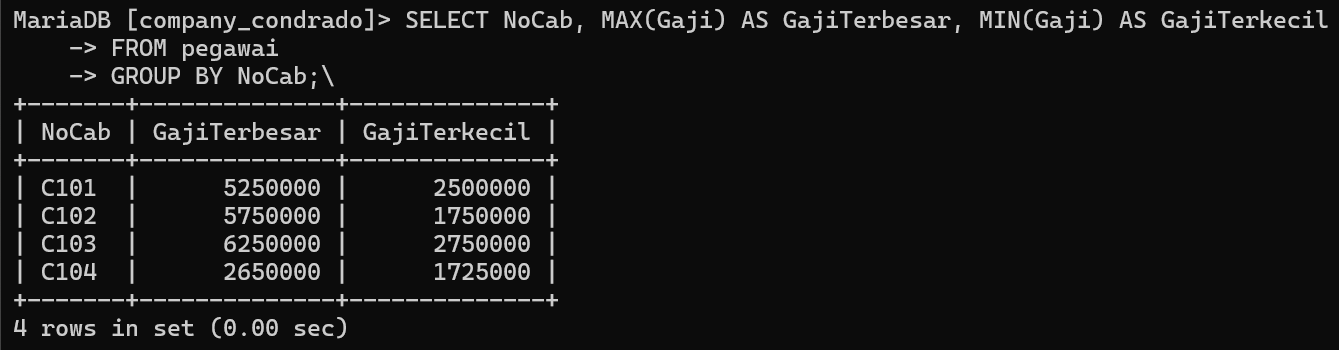 MariaDB [company_condrado]> SELECT NoCab, MAX(Gaji) AS GajiTerbesar, MIN(Gaji) AS GajiTerkecil
    -> FROM pegawai
    -> GROUP BY NoCab;\
+-------+--------------+--------------+
| NoCab | GajiTerbesar | GajiTerkecil |
+-------+--------------+--------------+
| C101  |      5250000 |      2500000 |
| C102  |      5750000 |      1750000 |
| C103  |      6250000 |      2750000 |
| C104  |      2650000 |      1725000 |
+-------+--------------+--------------+
4 rows in set (0.00 sec)